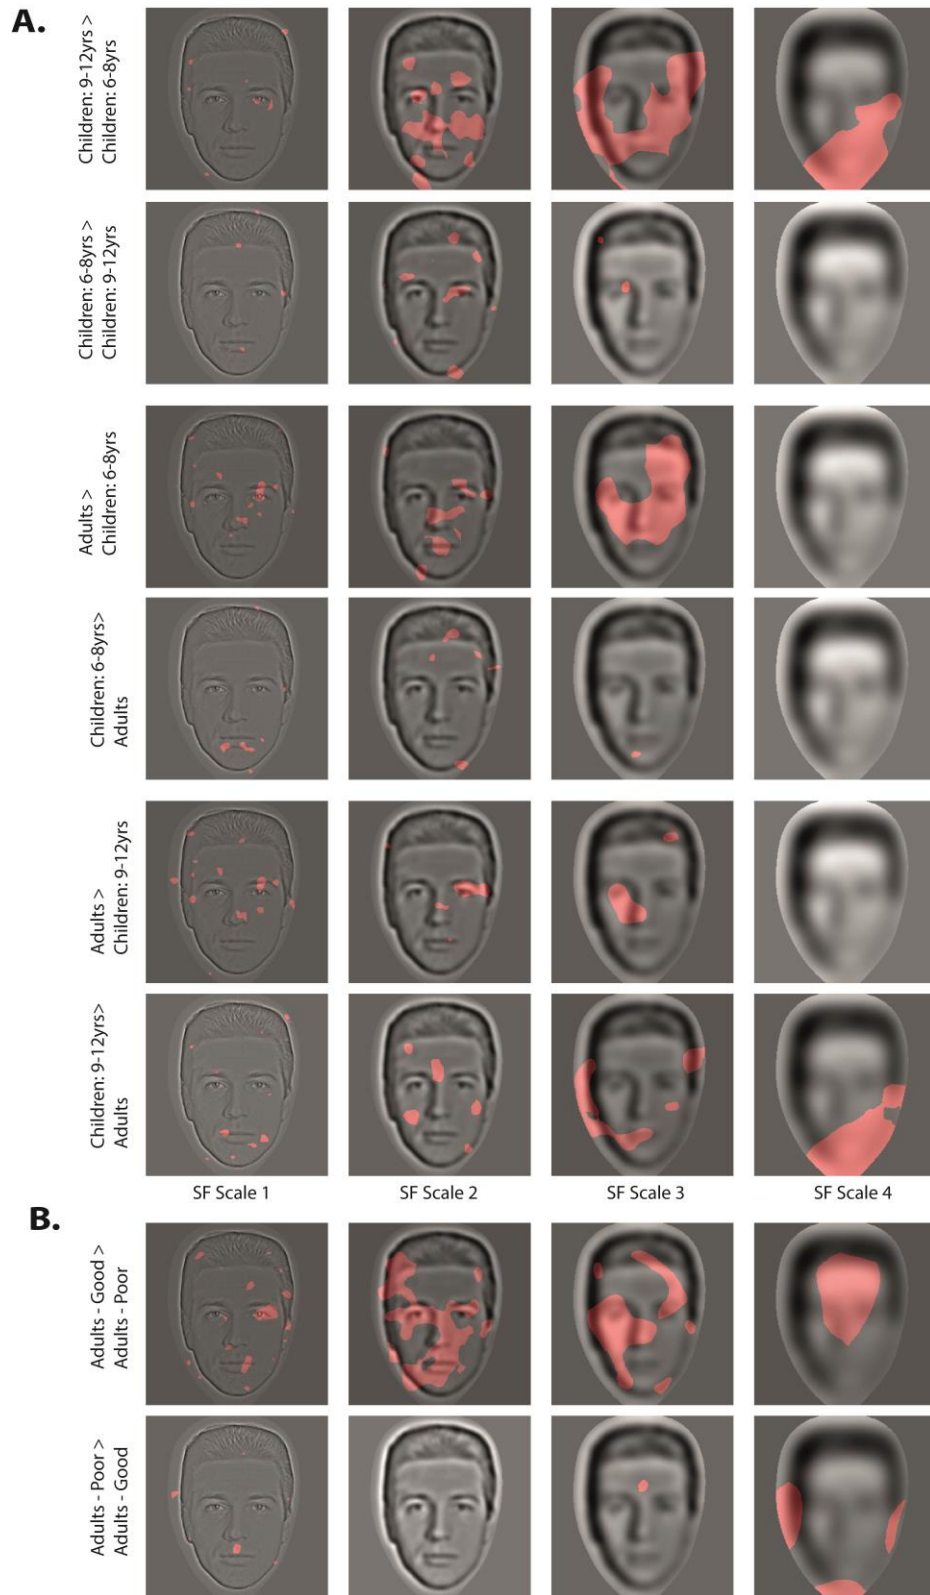 A.
Children: 9-12yrs >
Children: 6-8yrs
Children: 6-8yrs >
Children: 9-12yrs
Adults >
Children: 6-8yrs
Children: 6-8yrs>
Adults
Adults >
Children: 9-12yrs
Children: 9-12yrs>
Adults
SF Scale 1
SF Scale 2
SF Scale 3
SF Scale 4
B.
Adults - Good >
Adults - Poor
Adults - Poor >
Adults - Good